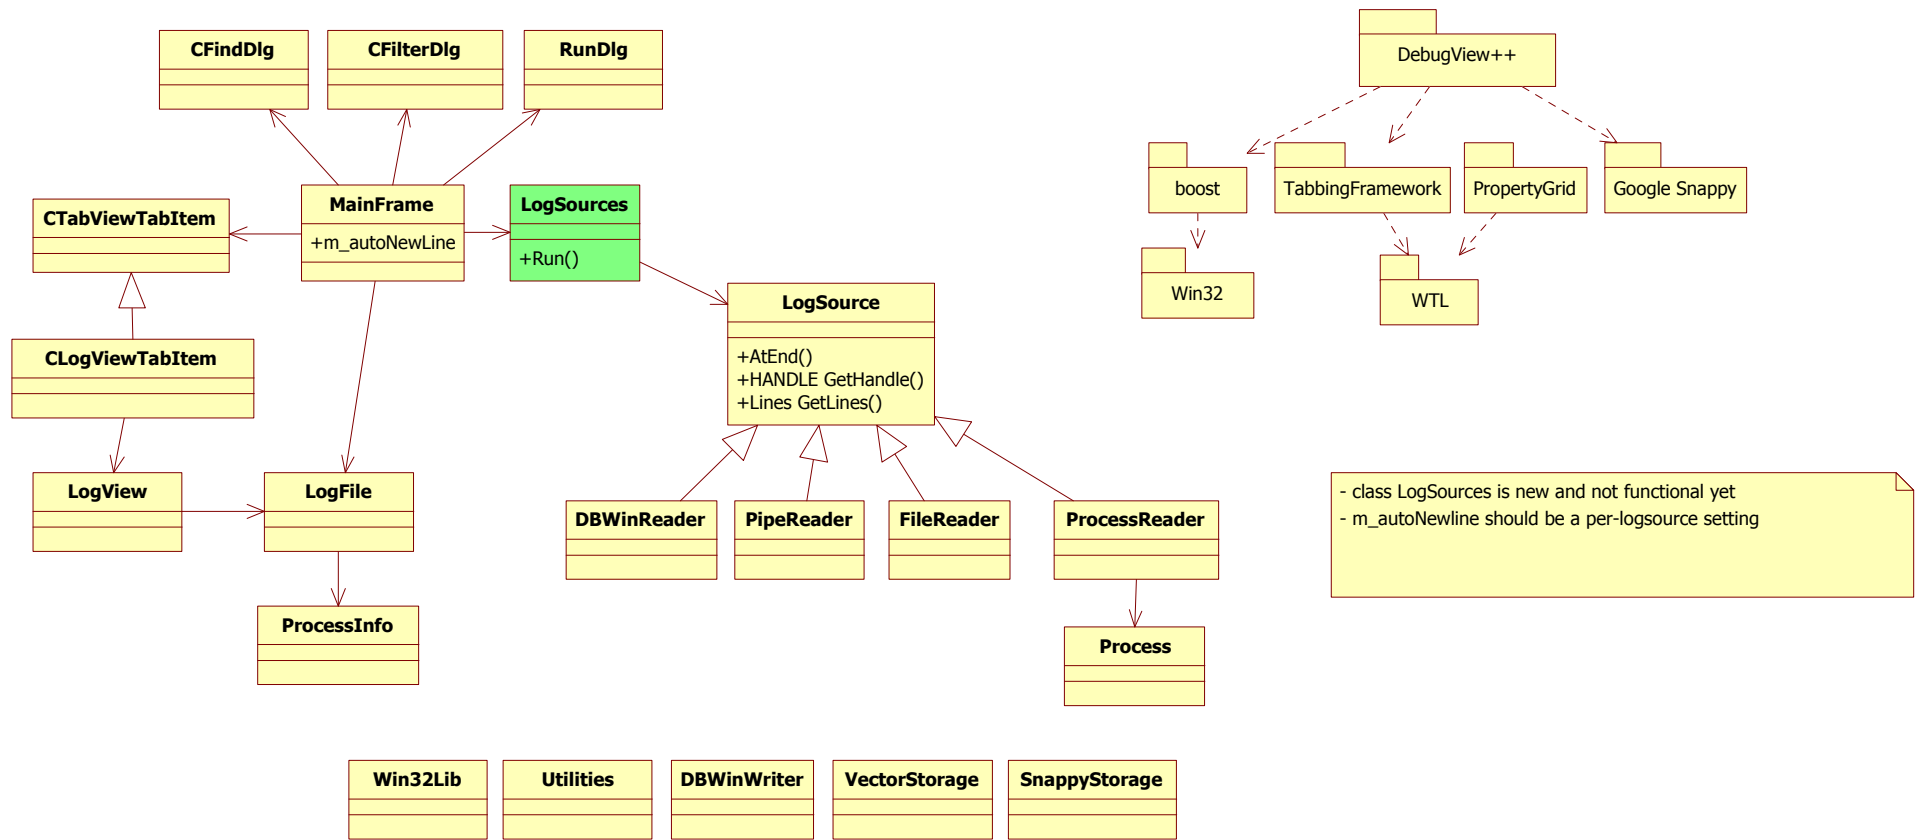 CFindDlg
CFilterDlg
RunDlg
DebugView++
boost
TabbingFramework
PropertyGrid
Google Snappy
Win32
WTL
CTabViewTabItem
MainFrame
+m_autoNewLine
LogSources
+Run()
LogSource
+AtEnd()
+HANDLE GetHandle()
+Lines GetLines()
CLogViewTabItem
LogView
LogFile
DBWinReader
PipeReader
FileReader
ProcessReader
- class LogSources is new and not functional yet
- m_autoNewline should be a per-logsource setting
ProcessInfo
Process
Win32Lib
Utilities
DBWinWriter
VectorStorage
SnappyStorage